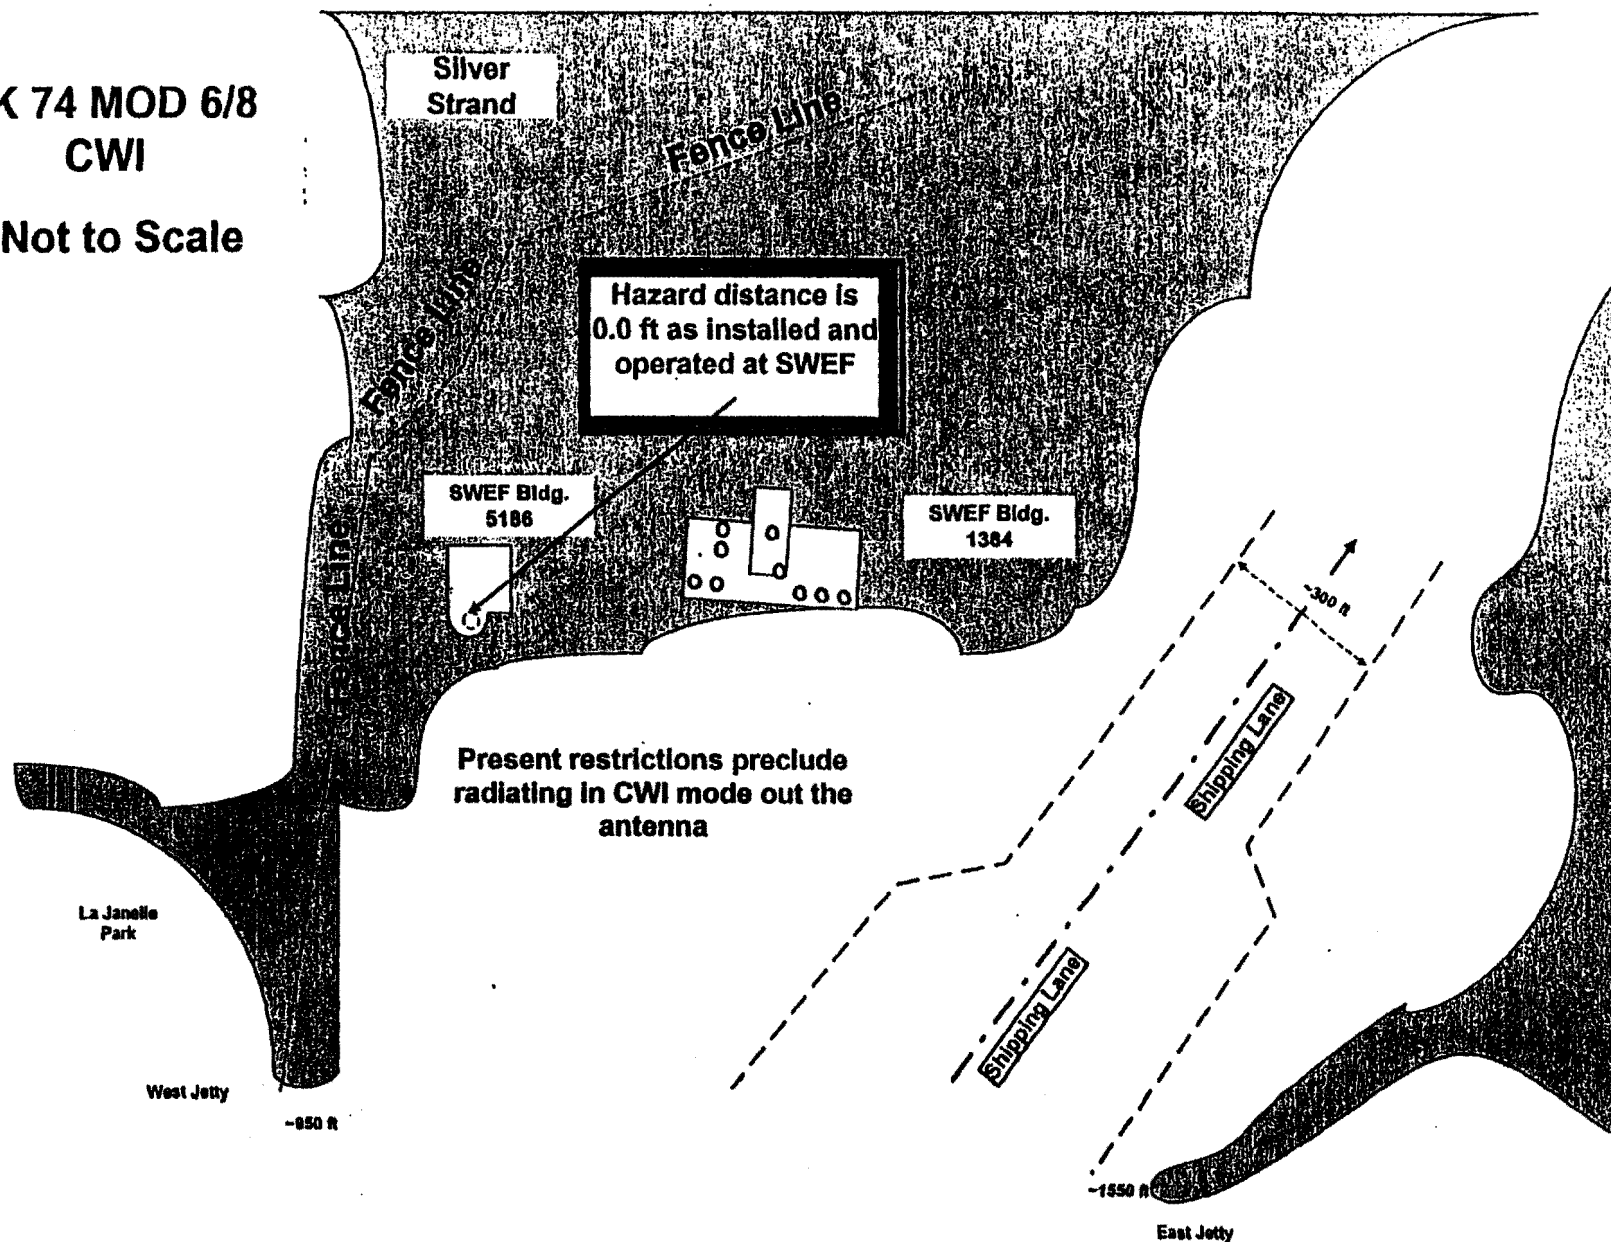 K 74 MOD 6/8
CWI
Not to Scale
Silver
Strand
Fence Line
Fence Line
Hazard distance is
0.0 ft as installed and
operated at SWEF
SWEF Bldg.
5186
SWEF Bldg.
1384
Fence Line
~300 ft
Shipping Lane
Present restrictions preclude
radiating in CWI mode out the
antenna
La Janelle
Park
Shipping Lane
West Jetty
~850 ft
~1550 ft
East Jetty